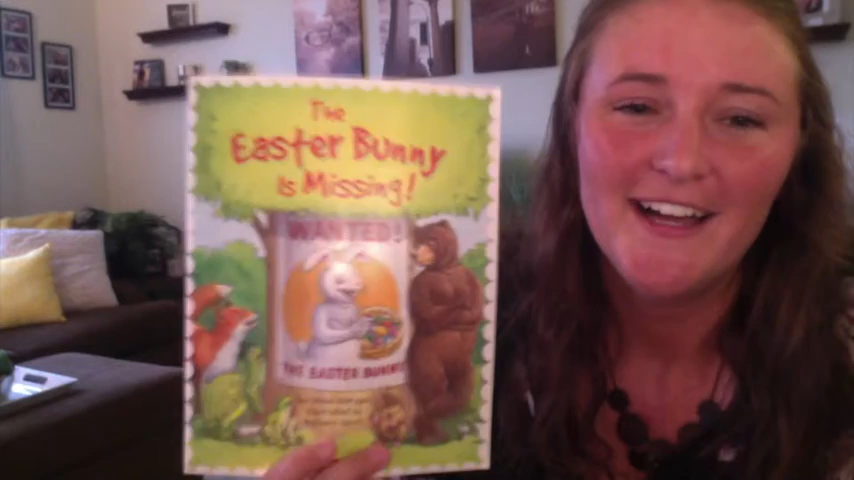 The
Easter Bunny
Is Missing!
WANTED!
THE EASTER BUNNY